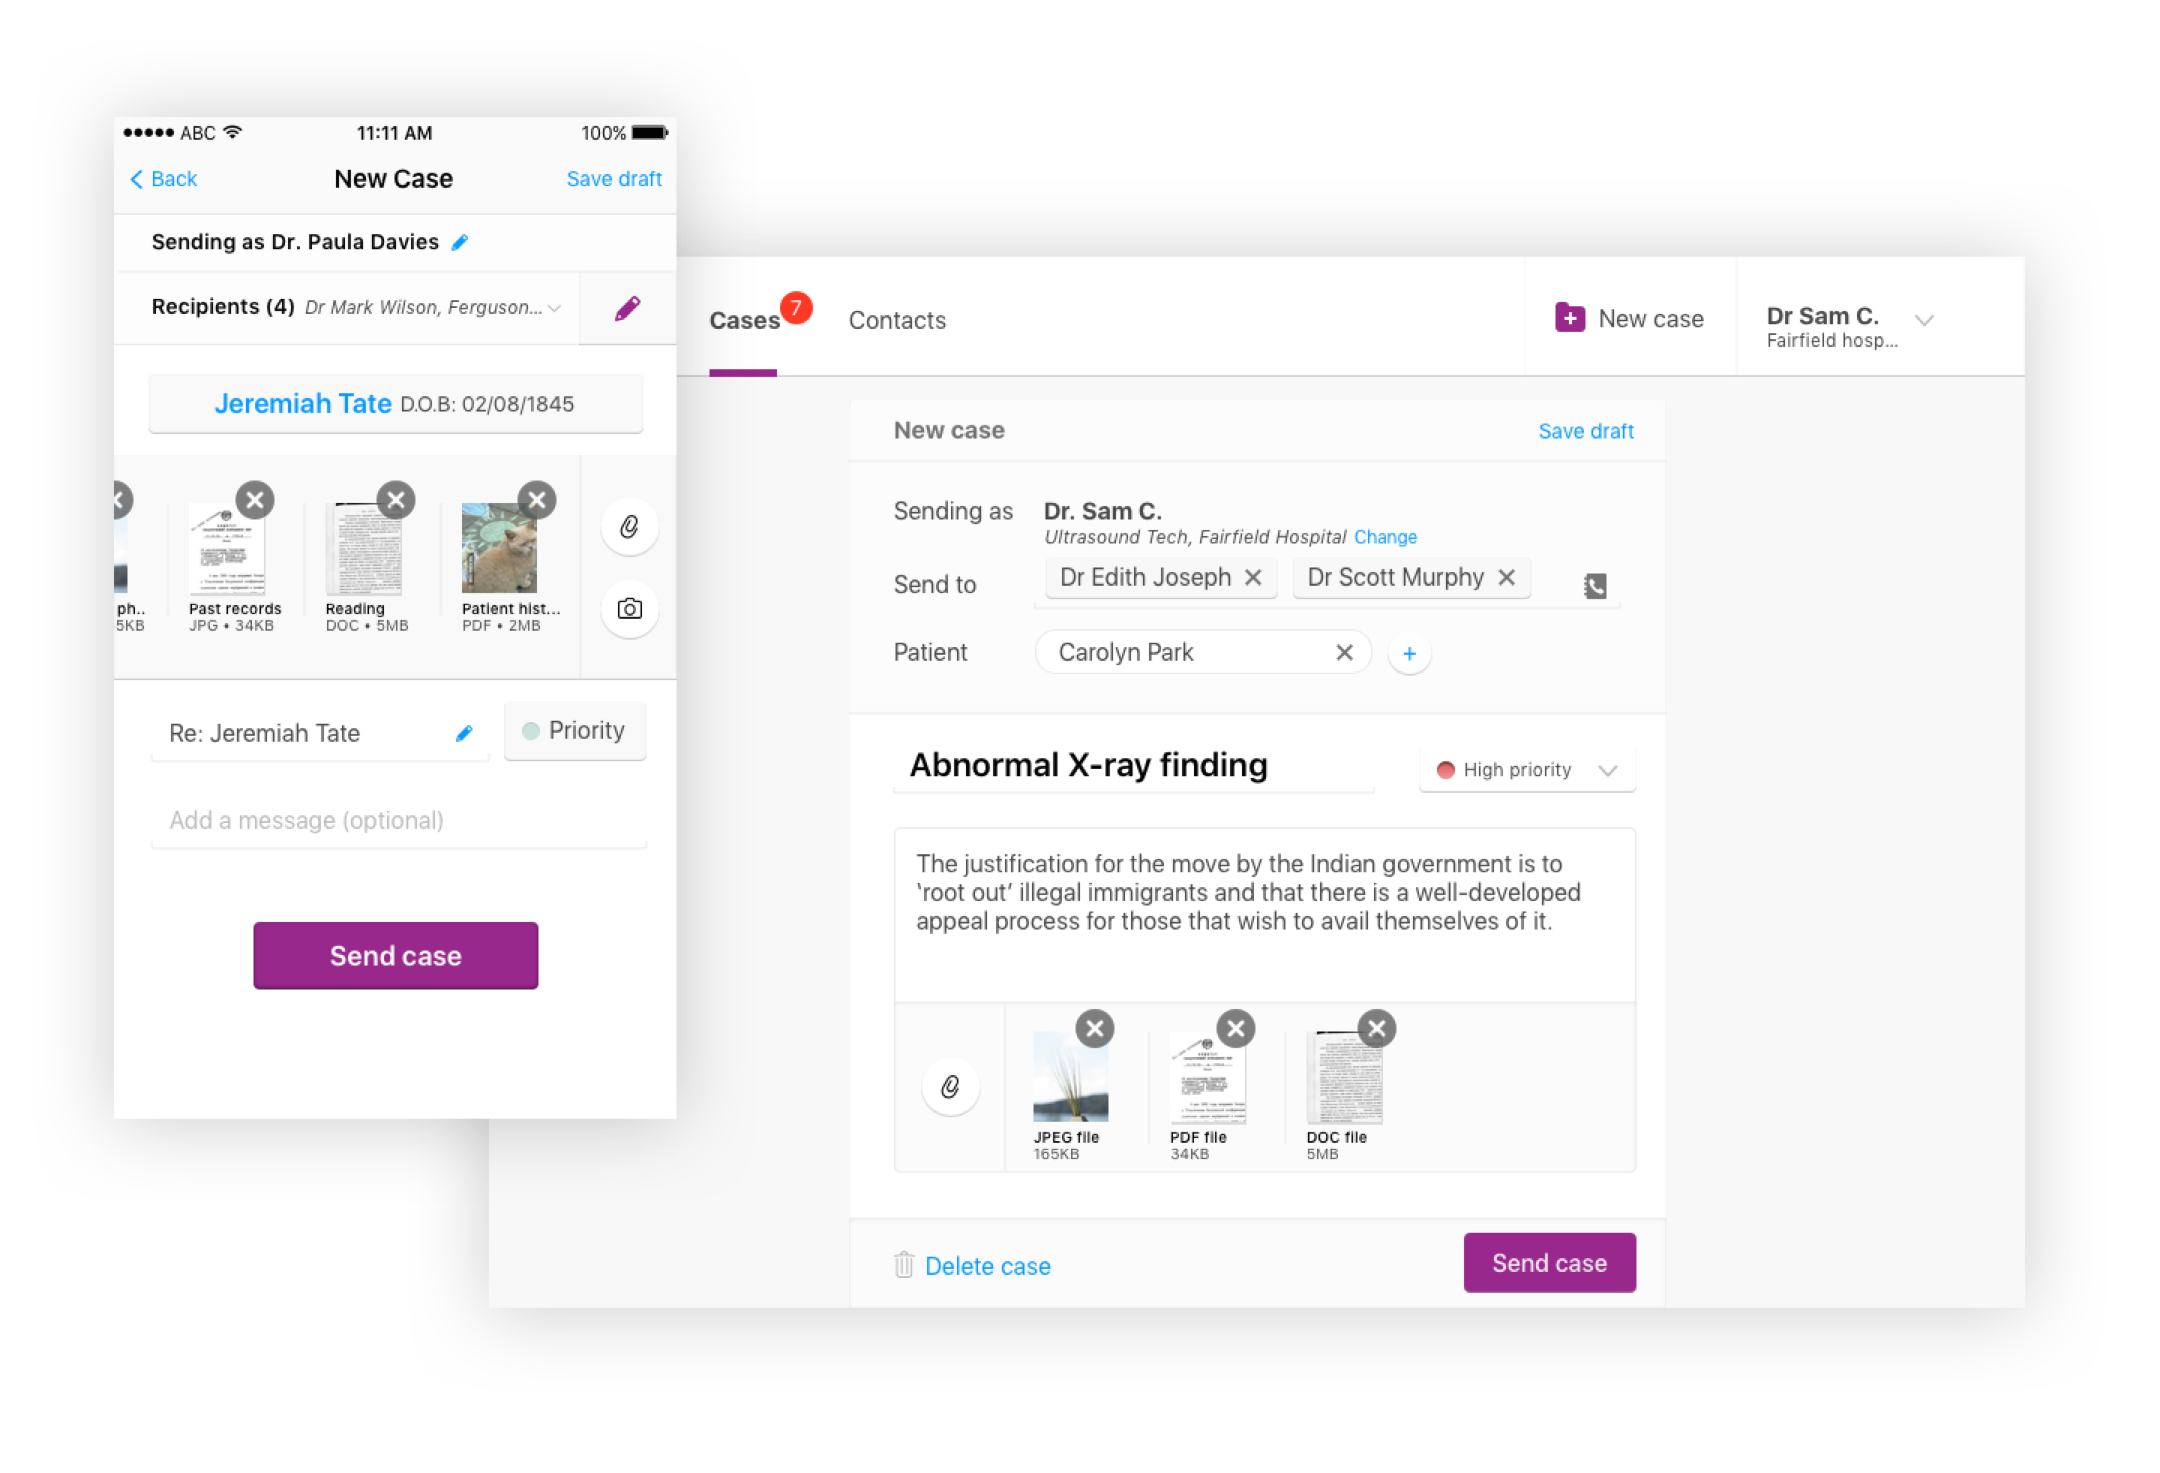 ABC 11:11 AM 100%
Back New Case Save draft
Sending as Dr. Paula Davies
Recipients (4) Dr Mark Wilson, Ferguson...
Jeremiah Tate D.O.B: 02/08/1845
ph.. Past records Reading Patient hist...
5KB JPG • 34KB DOC • 5MB PDF • 2MB
Re: Jeremiah Tate Priority
Add a message (optional)
Send case
Cases 7 Contacts New case Dr Sam C.
Fairfield hosp...
New case Save draft
Sending as Dr. Sam C.
Ultrasound Tech, Fairfield Hospital Change
Send to Dr Edith Joseph Dr Scott Murphy
Patient Carolyn Park
Abnormal X-ray finding High priority
The justification for the move by the Indian government is to
‘root out’ illegal immigrants and that there is a well-developed
appeal process for those that wish to avail themselves of it.
JPEG file PDF file DOC file
165KB 34KB 5MB
Delete case Send case